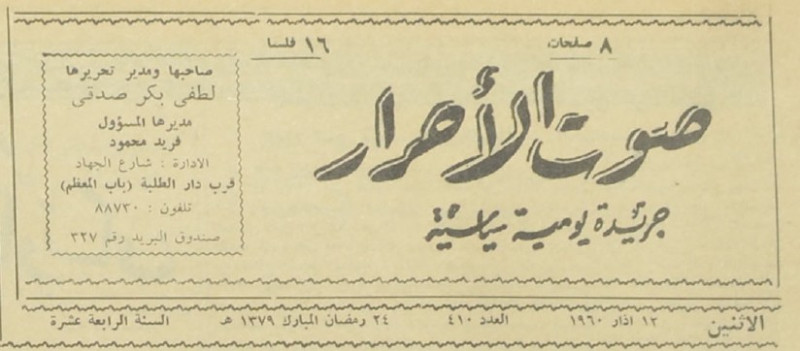 ٨ صفحات
١٦ فلسا
صوت الأحرار
جريدة يومية سياسية
صاحبها ومدير تحريرها
لطفي بكر صدقي
مديرها المسؤول
فريد محمود
الادارة : شارع الجهاد
قرب دار الطلبة (باب المعظم)
تلفون : ٨٨٧٣٠
صندوق البريد رقم ٣٢٧
الاثنين ١٢ اذار ١٩٦٠ العدد ٤١٠ ٢٤ رمضان المبارك ١٣٧٩ هـ السنة الرابعة عشرة